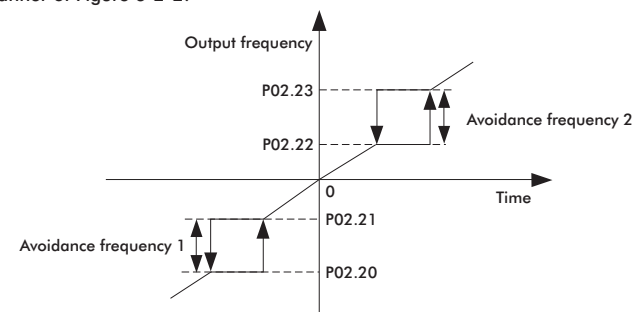 Output frequency
P02.23
Avoidance frequency 2
P02.22
0
Time
P02.21
Avoidance frequency 1
P02.20